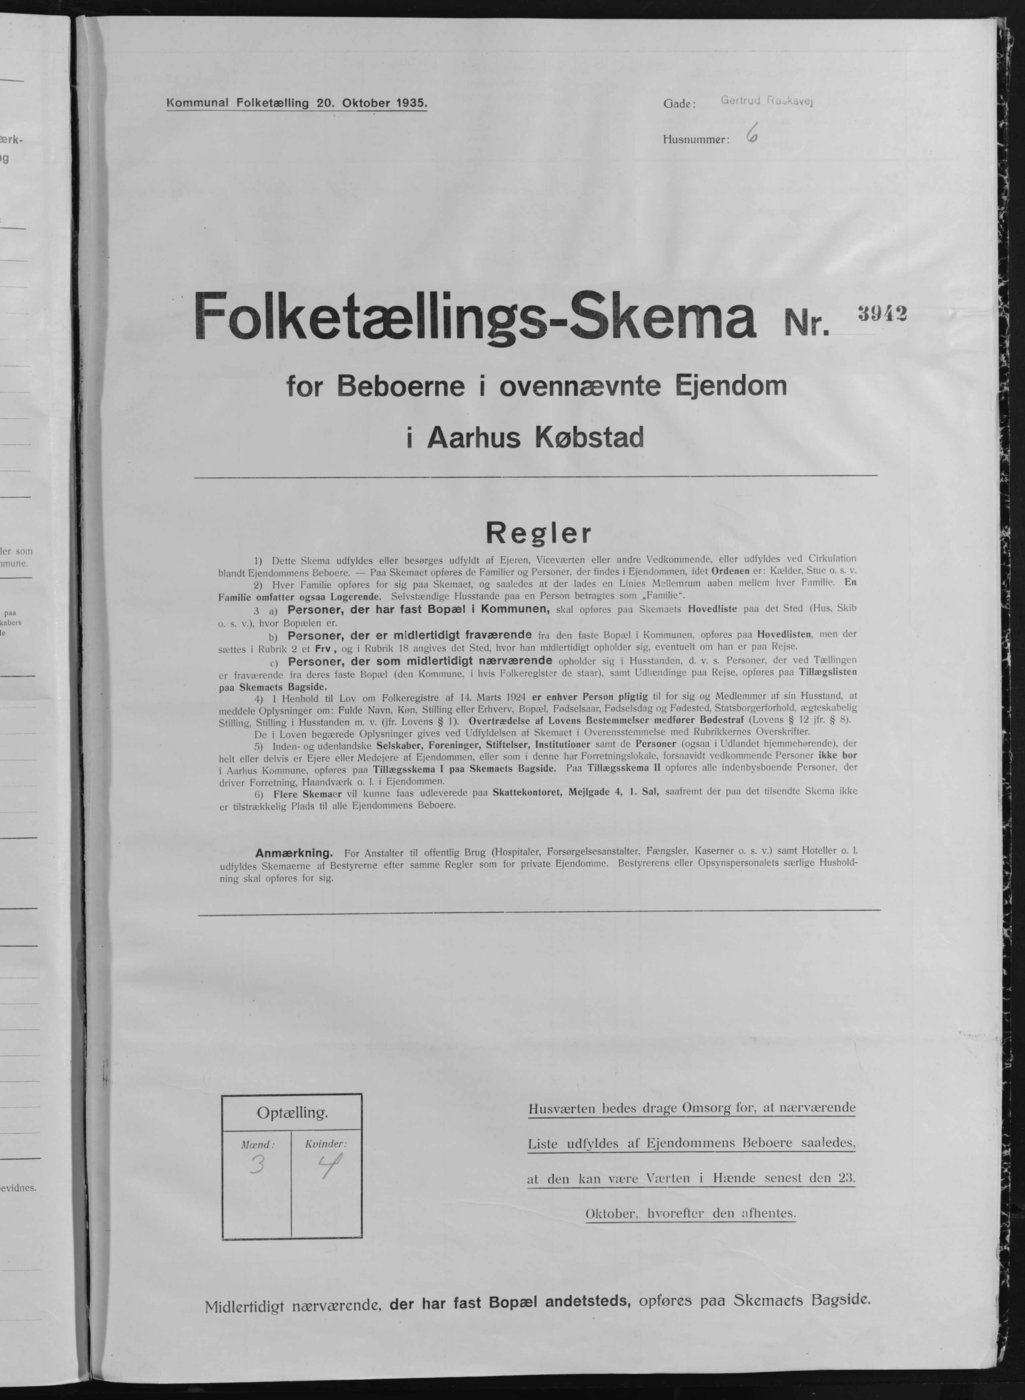 Kommunal Folketælling 20. Oktober 1935.
Gade: Gertrud Rasksvej
Husnummer: 6
Folketællings-Skema Nr. 3942
for Beboerne i ovennævnte Ejendom
i Aarhus Købstad
Regler
1) Dette Skema udfyldes eller besørges udfyldt af Ejeren, Viceværten eller andre Vedkommende, eller udfyldes ved Cirkulation
blandt Ejendommens Beboere. — Paa Skemaet opføres de Familier og Personer, der findes i Ejendommen, idet Ordenen er: Kælder, Stue o. s. v.
2) Hver Familie opføres for sig paa Skemaet, og saaledes at der lades en Linies Mellemrum aaben mellem hver Familie. En
Familie omfatter ogsaa Logerende. Selvstændige Husstande paa en Person betragtes som „Familie“.
3 a) Personer, der har fast Bopæl i Kommunen, skal opføres paa Skemaets Hovedliste paa det Sted (Hus, Skib
o. s. v.), hvor Bopælen er.
b) Personer, der er midlertidigt fraværende fra den faste Bopæl i Kommunen, opføres paa Hovedlisten, men der
sættes i Rubrik 2 et Frv., og i Rubrik 18 angives det Sted, hvor han midlertidigt opholder sig, eventuelt om han er paa Rejse.
c) Personer, der som midlertidigt nærværende opholder sig i Husstanden, d. v. s. Personer, der ved Tællingen
er fraværende fra deres faste Bopæl (den Kommune, i hvis Folkeregister de staar), samt Udlændinge paa Rejse, opføres paa Tillægslisten
paa Skemaets Bagside.
4) I Henhold til Lov om Folkeregistre af 14. Marts 1924 er enhver Person pligtig til for sig og Medlemmer af sin Husstand, at
meddele Oplysninger om: Fulde Navn, Køn, Stilling eller Erhverv, Bopæl, Fødselsaar, Fødselsdag og Fødested, Statsborgerforhold, ægteskabelig
Stilling, Stilling i Husstanden m. v. (jfr. Lovens § 1). Overtrædelse af Lovens Bestemmelser medfører Bødestraf (Lovens § 12 jfr. § 8).
De i Loven begærede Oplysninger gives ved Udfyldelsen af Skemaet i Overensstemmelse med Rubrikkernes Overskrifter.
5) Inden- og udenlandske Selskaber, Foreninger, Stiftelser, Institutioner samt de Personer (ogsaa i Udlandet hjemmehørende), der
helt eller delvis er Ejere eller Medejere af Ejendommen, eller som i denne har Forretningslokale, forsaavidt vedkommende Personer ikke bor
i Aarhus Kommune, opføres paa Tillægsskema I paa Skemaets Bagside. Paa Tillægsskema II opføres alle indenbysboende Personer, der
driver Forretning, Haandværk o. l. i Ejendommen.
6) Flere Skemaer vil kunne faas udleverede paa Skattekontoret, Mejlgade 4, 1. Sal, saafremt der paa det tilsendte Skema ikke
er tilstrækkelig Plads til alle Ejendommens Beboere.
Anmærkning. For Anstalter til offentlig Brug (Hospitaler, Forsørgelsesanstalter, Fængsler, Kaserner o. s. v.) samt Hoteller o. l.
udfyldes Skemaerne af Bestyrerne efter samme Regler som for private Ejendomme. Bestyrerens eller Opsynspersonalets særlige Hushold-
ning skal opføres for sig.
Optælling.
Mænd: Kvinder:
3 4
Husværten bedes drage Omsorg for, at nærværende
Liste udfyldes af Ejendommens Beboere saaledes,
at den kan være Værten i Hænde senest den 23.
Oktober, hvorefter den afhentes.
Midlertidigt nærværende, der har fast Bopæl andetsteds, opføres paa Skemaets Bagside.